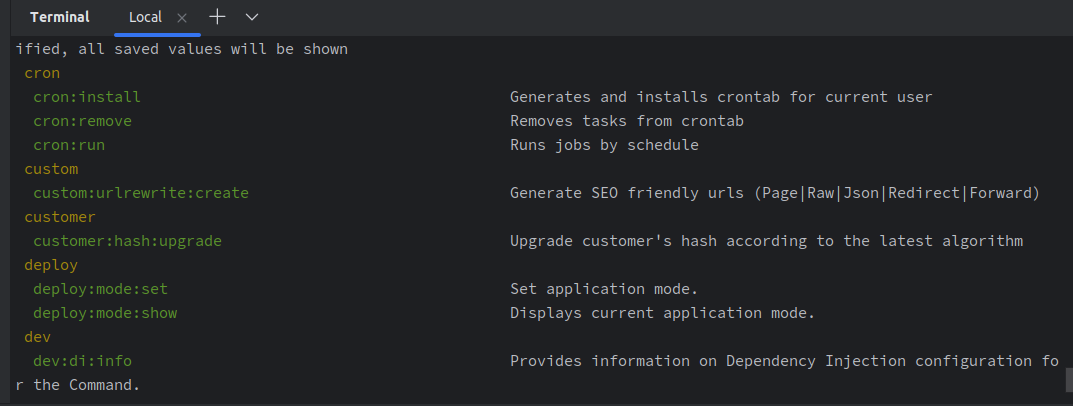 Terminal Local
ified, all saved values will be shown
cron
cron:install Generates and installs crontab for current user
cron:remove Removes tasks from crontab
cron:run Runs jobs by schedule
custom
custom:urlrewrite:create Generate SEO friendly urls (Page|Raw|Json|Redirect|Forward)
customer
customer:hash:upgrade Upgrade customer's hash according to the latest algorithm
deploy
deploy:mode:set Set application mode.
deploy:mode:show Displays current application mode.
dev
dev:di:info Provides information on Dependency Injection configuration fo
r the Command.